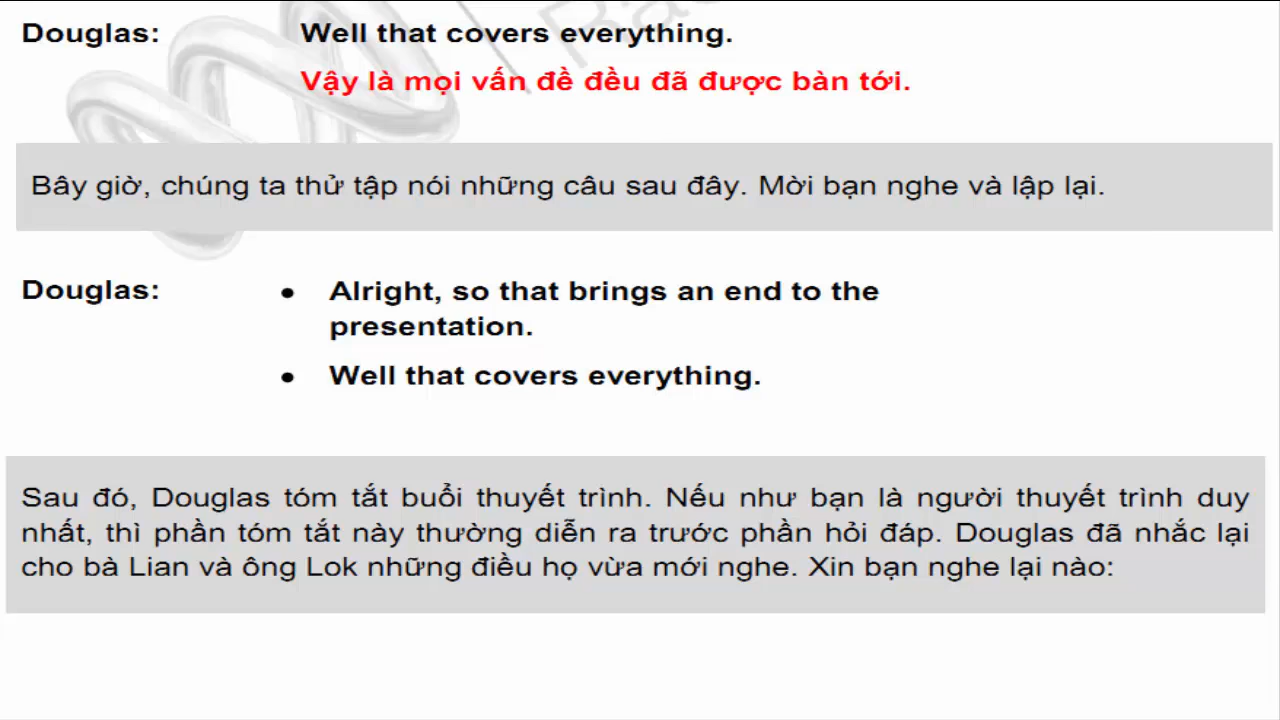 Douglas: Well that covers everything.
Vậy là mọi vấn đề đều đã được bàn tới.
Bây giờ, chúng ta thử tập nói những câu sau đây. Mời bạn nghe và lập lại.
Douglas: • Alright, so that brings an end to the
presentation.
• Well that covers everything.
Sau đó, Douglas tóm tắt buổi thuyết trình. Nếu như bạn là người thuyết trình duy
nhất, thì phần tóm tắt này thường diễn ra trước phần hỏi đáp. Douglas đã nhắc lại
cho bà Lian và ông Lok những điều họ vừa mới nghe. Xin bạn nghe lại nào: